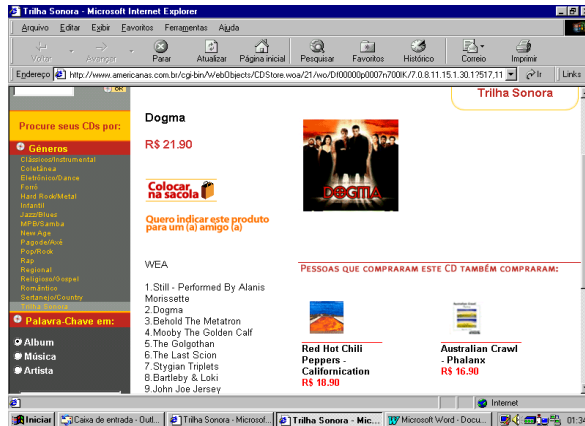 Trilha Sonora - Microsoft Internet Explorer
Arquivo Editar Exibir Favoritos Ferramentas Ajuda
Voltar Avançar Parar Atualizar Página inicial Pesquisar Favoritos Histórico Correio Imprimir
Endereço http://www.americanas.com.br/cgi-bin/WebObjects/CDStore.woa/21/wo/Df00000p0007n700IK/7.0.8.11.15.1.30.1?517,11 Ir Links
OK
Trilha Sonora
Procure seus CDs por:
Gêneros
Clássicos/Instrumental
Coletânea
Eletrônico/Dance
Forró
Hard Rock/Metal
Infantil
Jazz/Blues
MPB/Samba
New Age
Pagode/Axé
Pop/Rock
Rap
Regional
Religioso/Gospel
Romântico
Sertanejo/Country
Trilha Sonora
Palavra-Chave em:
Album
Música
Artista
Dogma
R$ 21.90
Colocar
na sacola
Quero indicar este produto
para um (a) amigo (a)
DOGMA
WEA
1.Still - Performed By Alanis
Morissette
2.Dogma
3.Behold The Metatron
4.Mooby The Golden Calf
5.The Golgothan
6.The Last Scion
7.Stygian Triplets
8.Bartleby & Loki
9.John Joe Jersey
PESSOAS QUE COMPRARAM ESTE CD TAMBÉM COMPRARAM:
Red Hot Chili
Peppers -
Californication
R$ 18.90
Australian Crawl
- Phalanx
R$ 16.90
Internet
Iniciar Caixa de entrada - Outl... Trilha Sonora - Microsof... Trilha Sonora - Mic... Microsoft Word - Docu... 01:34